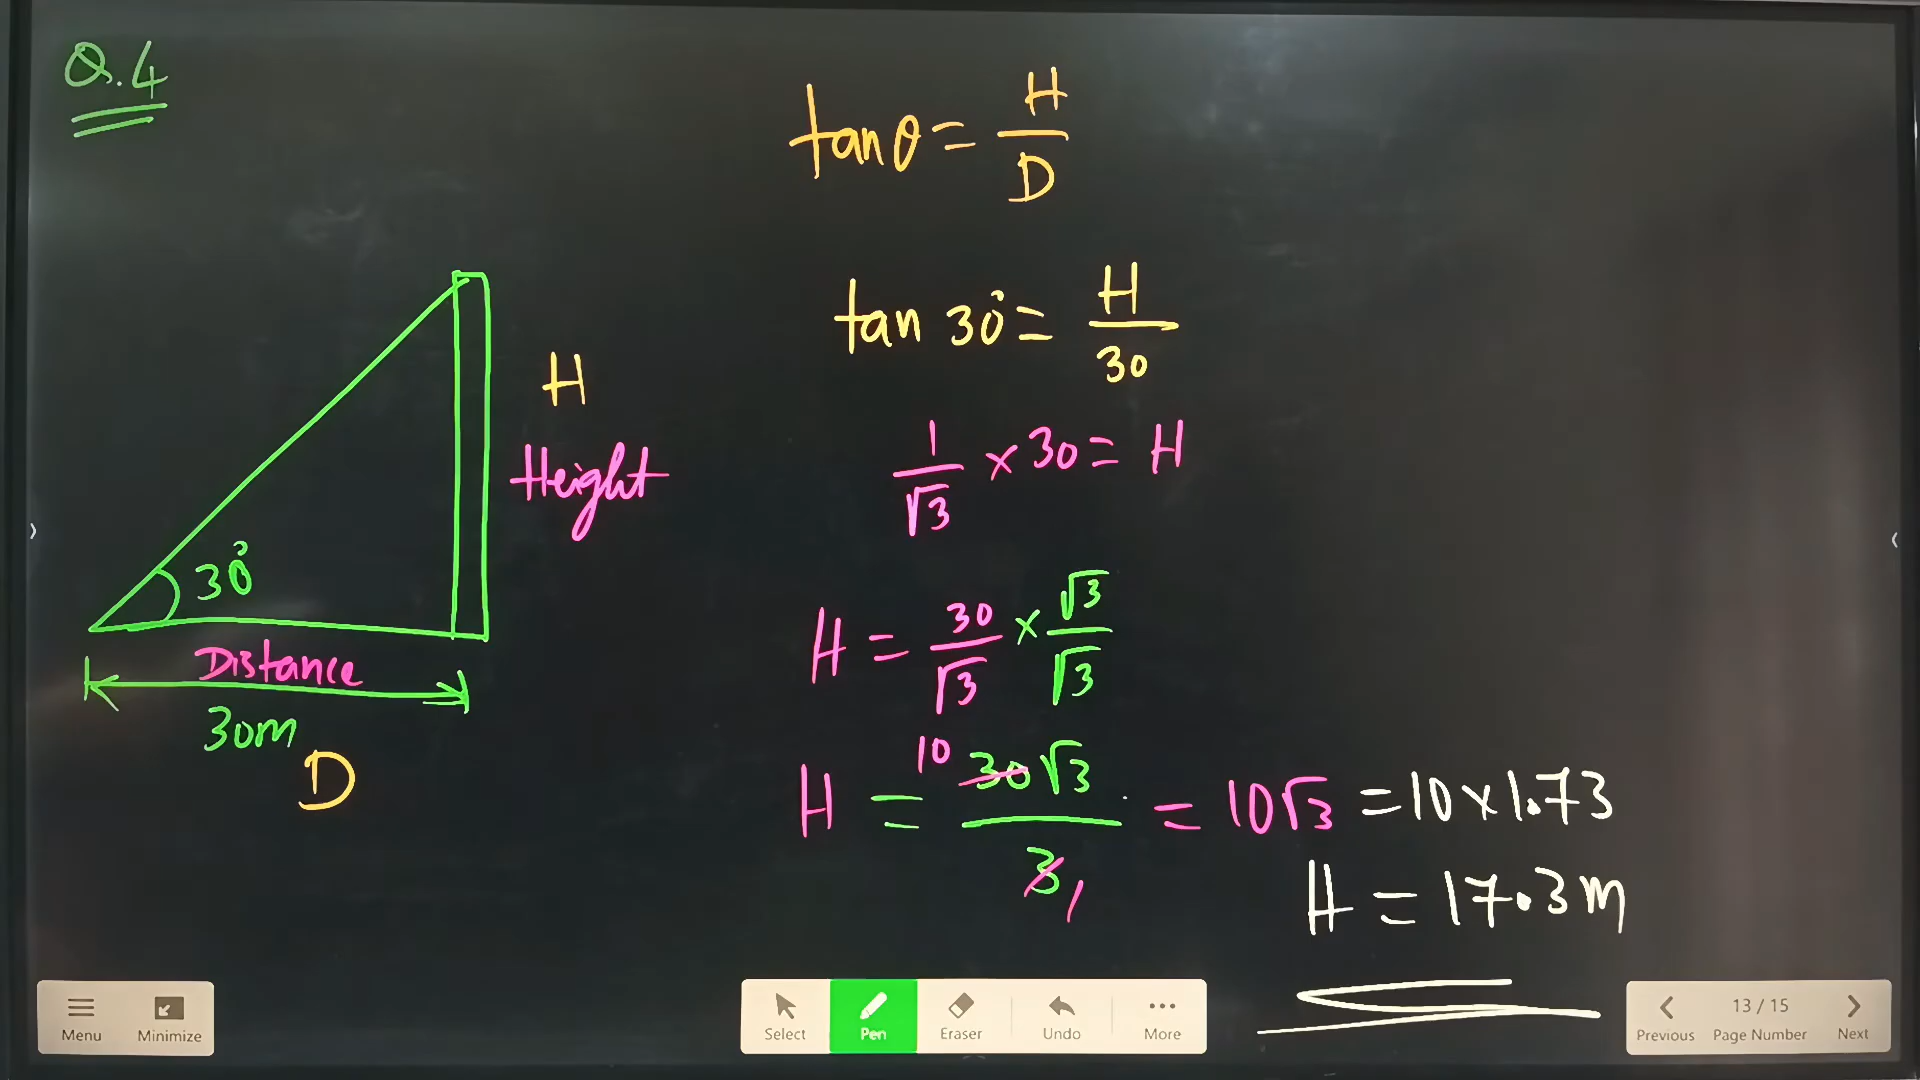 Q.4
tanθ = H/D
tan 30° = H/30
1/√3 × 30 = H
H = 30/√3 × √3/√3
H = 10 30√3/3 1 = 10√3 = 10×1.73
H = 17.3m
H
Height
30°
Distance
30m
D
Menu
Minimize
Select
Pen
Eraser
Undo
More
13 / 15
Previous Page Number Next